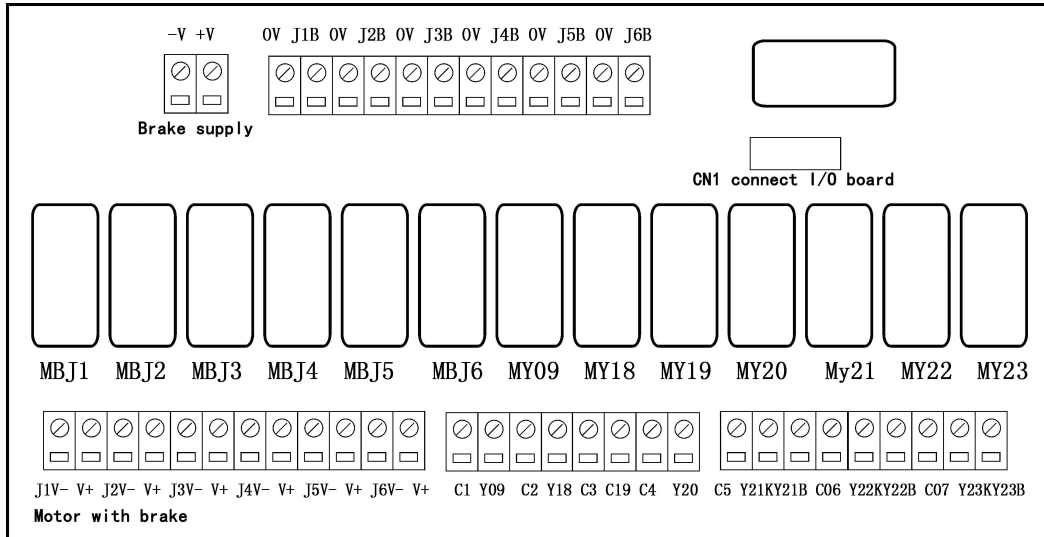 -V +V 0V J1B 0V J2B 0V J3B 0V J4B 0V J5B 0V J6B
Brake supply
CN1 connect I/O board
MBJ1 MBJ2 MBJ3 MBJ4 MBJ5 MBJ6 MY09 MY18 MY19 MY20 My21 MY22 MY23
J1V- V+ J2V- V+ J3V- V+ J4V- V+ J5V- V+ J6V- V+ C1 Y09 C2 Y18 C3 C19 C4 Y20 C5 Y21KY21B C06 Y22KY22B C07 Y23KY23B
Motor with brake